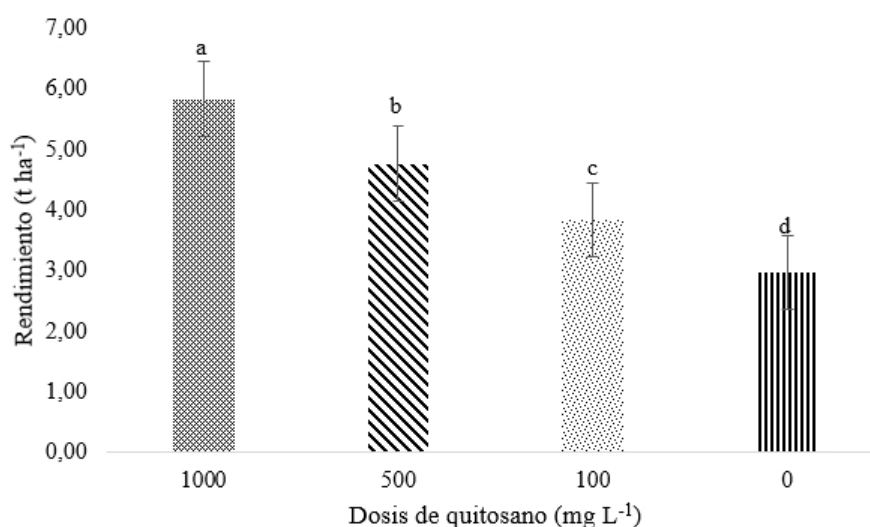 Rendimiento (t ha⁻¹)
7,00
6,00
5,00
4,00
3,00
2,00
1,00
0,00
a
b
c
d
1000 500 100 0
Dosis de quitosano (mg L⁻¹)